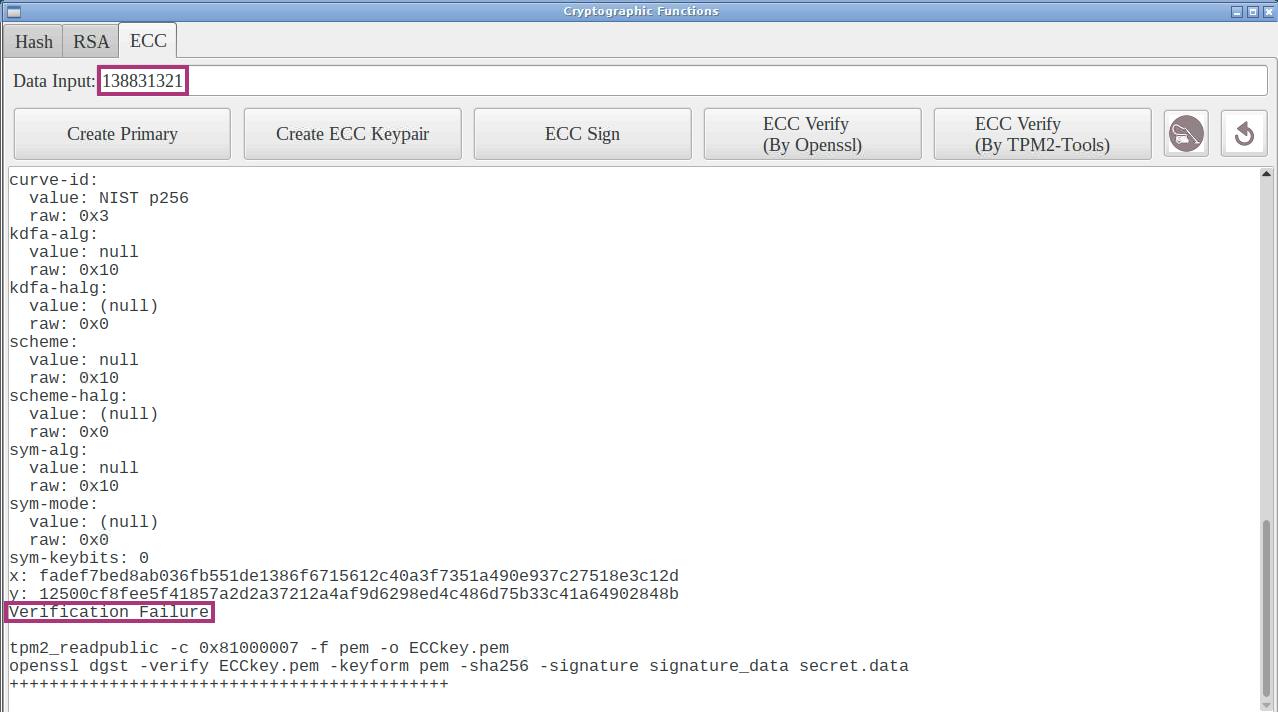 Cryptographic Functions
Hash RSA ECC
Data Input: 138831321
Create Primary
Create ECC Keypair
ECC Sign
ECC Verify
(By Openssl)
ECC Verify
(By TPM2-Tools)
curve-id:
  value: NIST p256
  raw: 0x3
kdfa-alg:
  value: null
  raw: 0x10
kdfa-halg:
  value: (null)
  raw: 0x0
scheme:
  value: null
  raw: 0x10
scheme-halg:
  value: (null)
  raw: 0x0
sym-alg:
  value: null
  raw: 0x10
sym-mode:
  value: (null)
  raw: 0x0
sym-keybits: 0
x: fadef7bed8ab036fb551de1386f6715612c40a3f7351a490e937c27518e3c12d
y: 12500cf8fee5f41857a2d2a37212a4af9d6298ed4c486d75b33c41a64902848b
Verification Failure
tpm2_readpublic -c 0x81000007 -f pem -o ECCkey.pem
openssl dgst -verify ECCkey.pem -keyform pem -sha256 -signature signature_data secret.data
++++++++++++++++++++++++++++++++++++++++++++